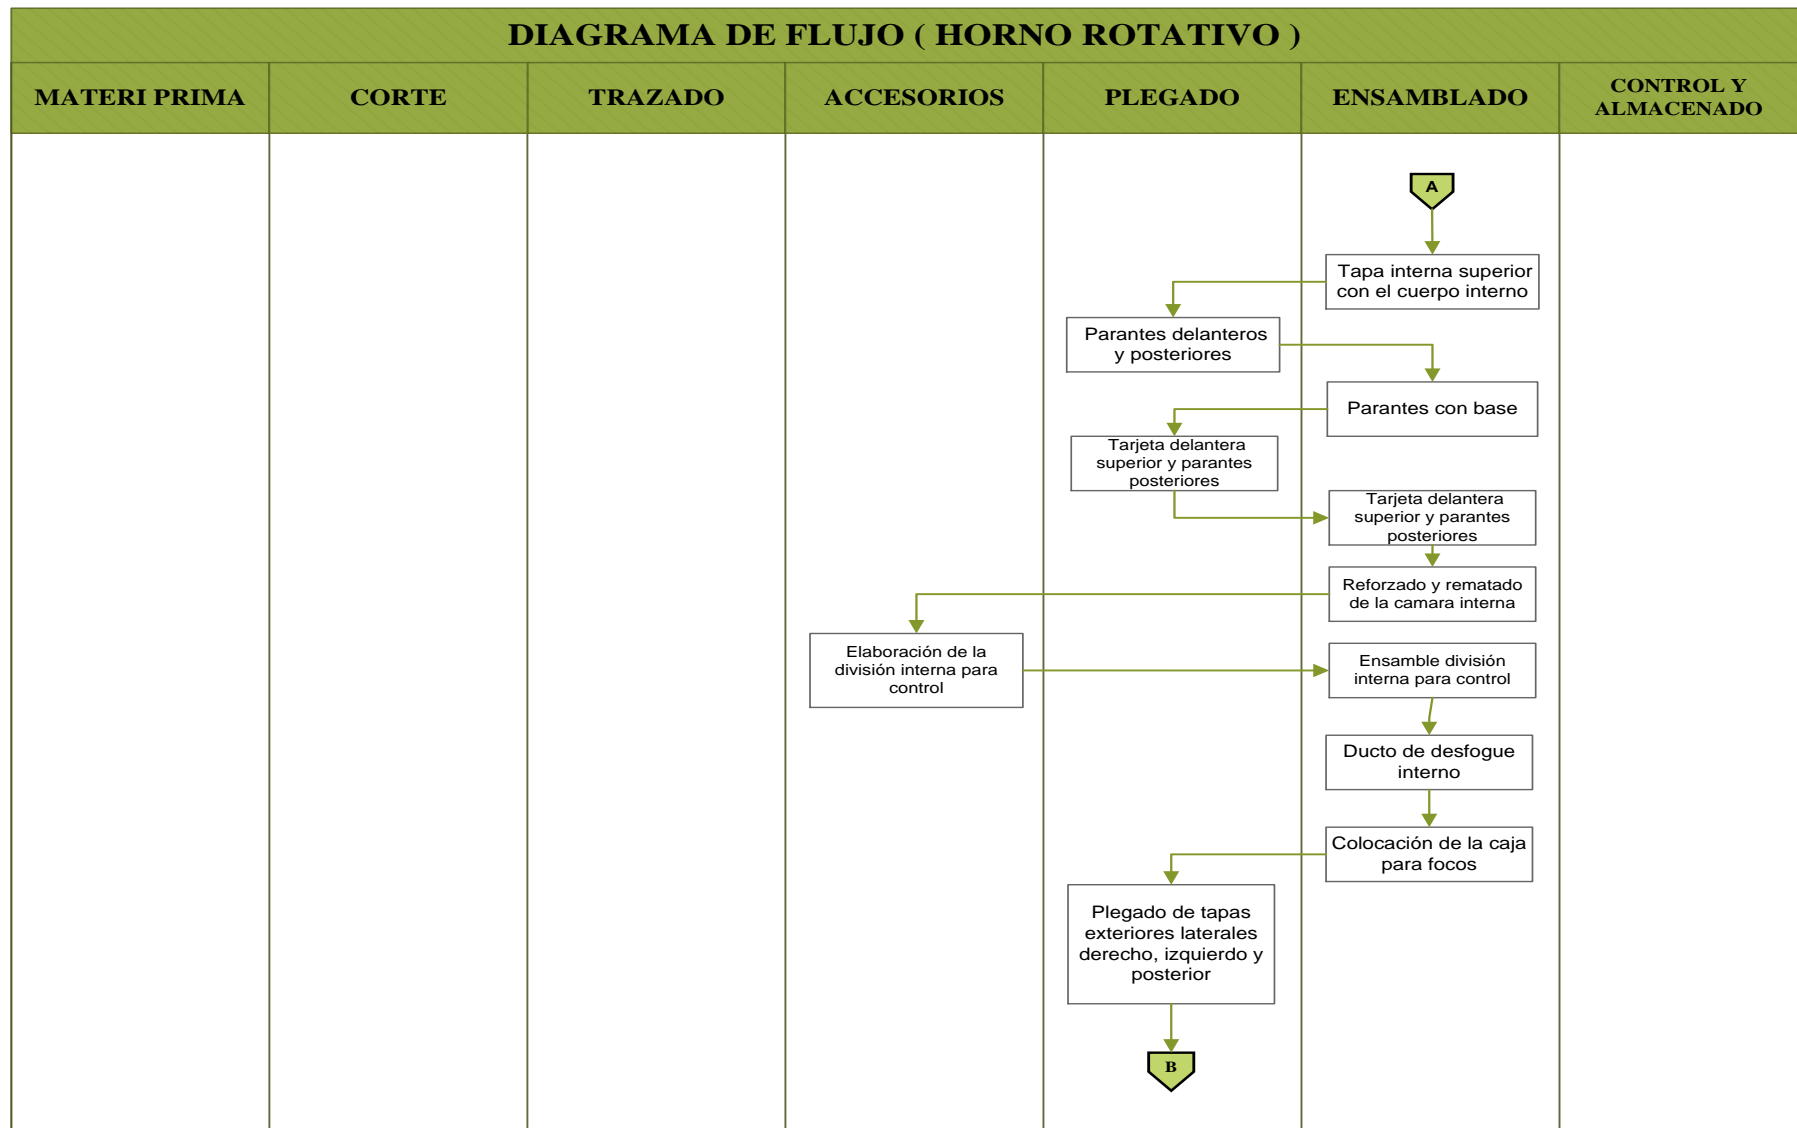 DIAGRAMA DE FLUJO ( HORNO ROTATIVO )
MATERI PRIMA
CORTE
TRAZADO
ACCESORIOS
PLEGADO
ENSAMBLADO
CONTROL Y
ALMACENADO
A
Tapa interna superior
con el cuerpo interno
Parantes delanteros
y posteriores
Parantes con base
Tarjeta delantera
superior y parantes
posteriores
Tarjeta delantera
superior y parantes
posteriores
Reforzado y rematado
de la camara interna
Elaboración de la
división interna para
control
Ensamble división
interna para control
Ducto de desfogue
interno
Colocación de la caja
para focos
Plegado de tapas
exteriores laterales
derecho, izquierdo y
posterior
B